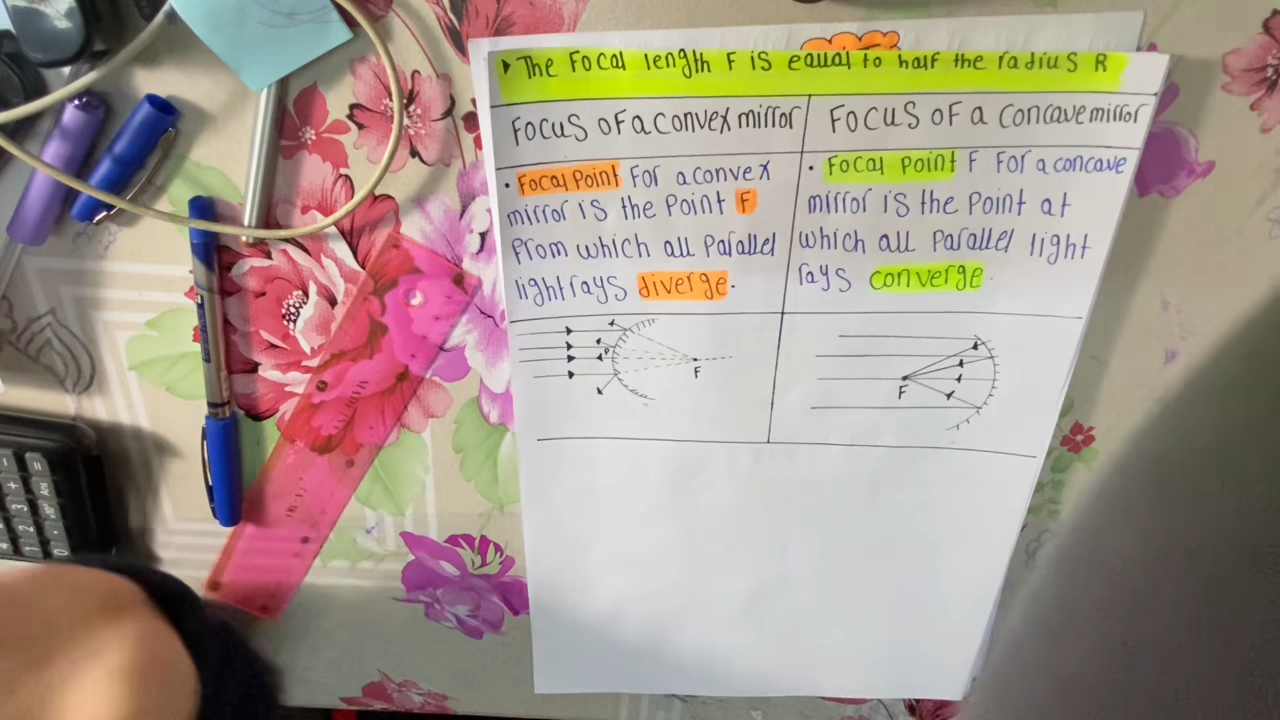 ▶ The Focal length F is equal to half the radius R
Focus of a convex mirror
Focus of a concave mirror
• Focal Point For a convex
mirror is the Point F
From which all Parallel
light rays diverge.
• Focal Point F For a concave
mirror is the Point at
which all Parallel light
rays converge.
P
F
F